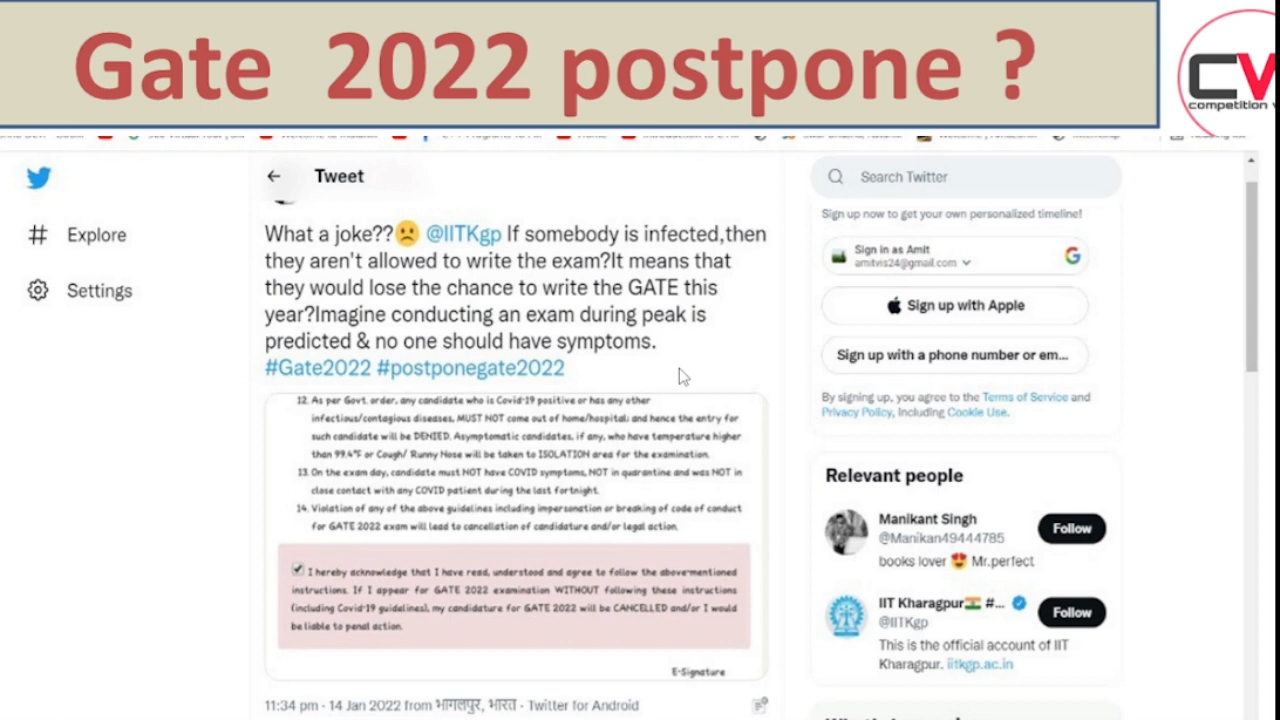 Gate 2022 postpone ?
CV
competition
Tweet
Search Twitter
Explore
Settings
What a joke??☹️ @IITKgp If somebody is infected,then
they aren't allowed to write the exam?It means that
they would lose the chance to write the GATE this
year?Imagine conducting an exam during peak is
predicted & no one should have symptoms.
#Gate2022 #postponegate2022
12. As per Govt. order, any candidate who is Covid-19 positive or has any other
infectious/contagious diseases, MUST NOT come out of home/hospital; and hence the entry for
such candidate will be DENIED. Asymptomatic candidates, if any, who have temperature higher
than 99.4°F or Cough/ Runny Nose will be taken to ISOLATION area for the examination.
13. On the exam day, candidate must NOT have COVID symptoms, NOT in quarantine and was NOT in
close contact with any COVID patient during the last fortnight.
14. Violation of any of the above guidelines including impersonation or breaking of code of conduct
for GATE 2022 exam will lead to cancellation of candidature and/or legal action.
I hereby acknowledge that I have read, understood and agree to follow the above-mentioned
instructions. If I appear for GATE 2022 examination WITHOUT following these instructions
(including Covid-19 guidelines), my candidature for GATE 2022 will be CANCELLED and/or I would
be liable to penal action.
E-Signature
11:34 pm · 14 Jan 2022 from भागलपुर, भारत · Twitter for Android
Sign up now to get your own personalized timeline!
Sign in as Amit
amitvis24@gmail.com
Sign up with Apple
Sign up with a phone number or em...
By signing up, you agree to the Terms of Service and
Privacy Policy, including Cookie Use.
Relevant people
Manikant Singh
@Manikan49444785
Follow
books lover 😍 Mr.perfect
IIT Kharagpur🇮🇳 #...
@IITKgp
Follow
This is the official account of IIT
Kharagpur. iitkgp.ac.in